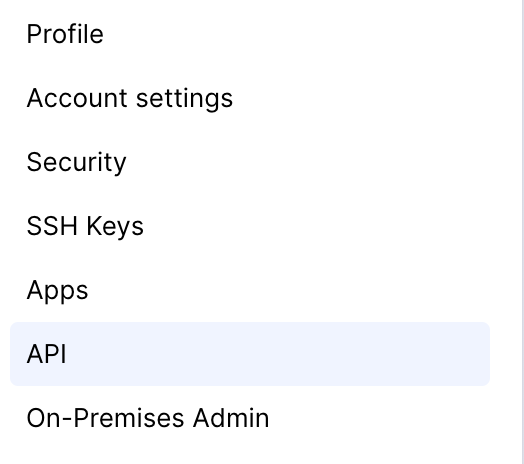 Profile
Account settings
Security
SSH Keys
Apps
API
On-Premises Admin